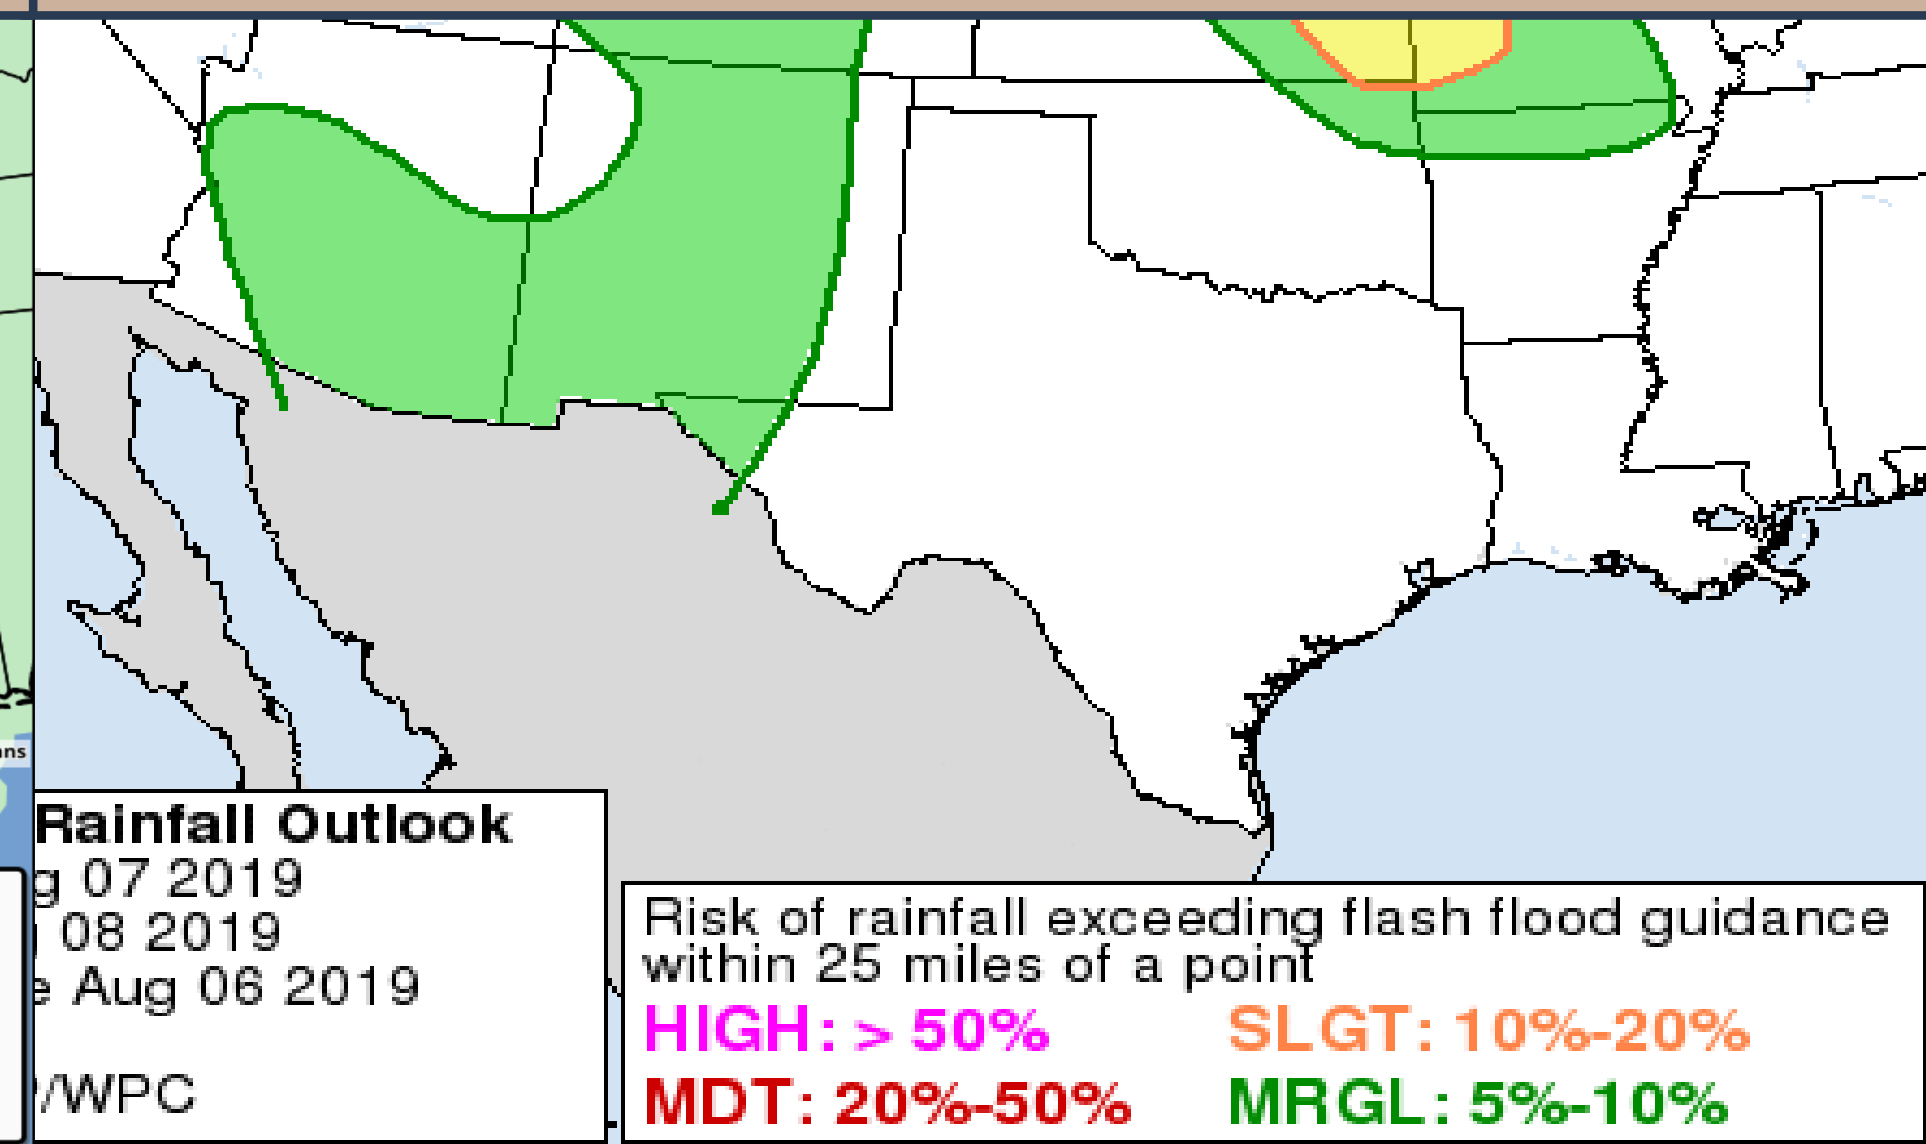 ns
Rainfall Outlook
g 07 2019
08 2019
e Aug 06 2019
/WPC
Risk of rainfall exceeding flash flood guidance
within 25 miles of a point
HIGH: > 50% SLGT: 10%-20%
MDT: 20%-50% MRGL: 5%-10%